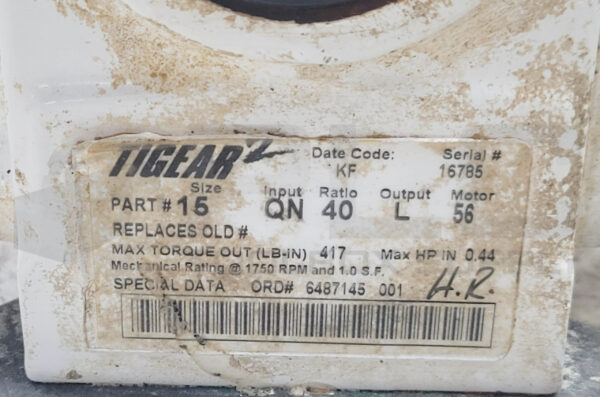 TIGEAR 2 Date Code: Serial #
KF 16785
Size Input Ratio Output Motor
PART # 15 QN 40 L 56
REPLACES OLD #
MAX TORQUE OUT (LB-IN) 417 Max HP IN 0.44
Mechanical Rating @ 1750 RPM and 1.0 S.F.
SPECIAL DATA ORD# 6487145 001 H.R.